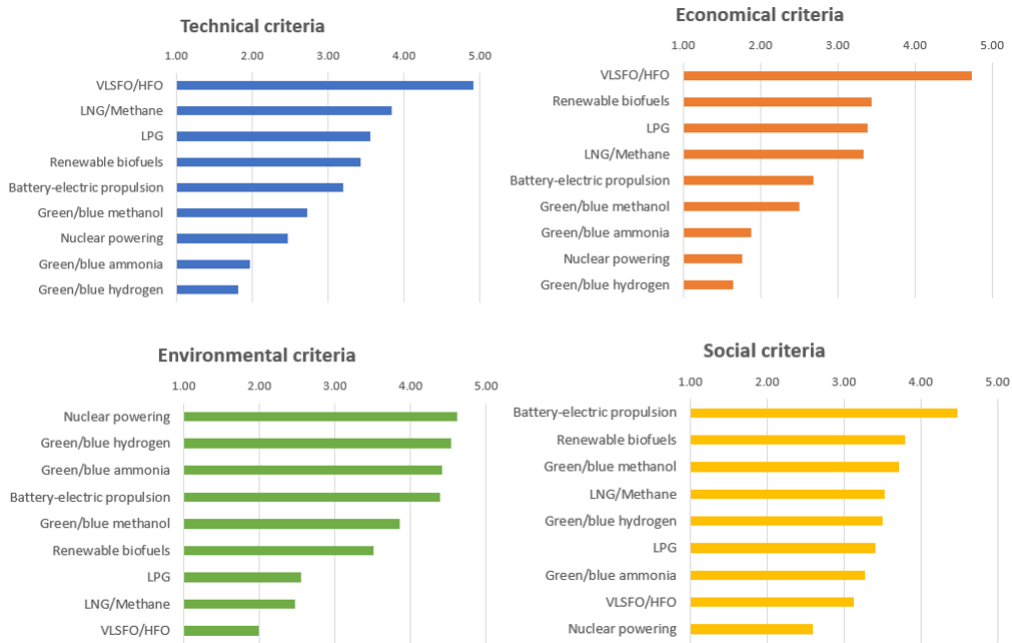 Technical criteria
1.00 2.00 3.00 4.00 5.00
VLSFO/HFO
LNG/Methane
LPG
Renewable biofuels
Battery-electric propulsion
Green/blue methanol
Nuclear powering
Green/blue ammonia
Green/blue hydrogen
Economical criteria
1.00 2.00 3.00 4.00 5.00
VLSFO/HFO
Renewable biofuels
LPG
LNG/Methane
Battery-electric propulsion
Green/blue methanol
Green/blue ammonia
Nuclear powering
Green/blue hydrogen
Environmental criteria
1.00 2.00 3.00 4.00 5.00
Nuclear powering
Green/blue hydrogen
Green/blue ammonia
Battery-electric propulsion
Green/blue methanol
Renewable biofuels
LPG
LNG/Methane
VLSFO/HFO
Social criteria
1.00 2.00 3.00 4.00 5.00
Battery-electric propulsion
Renewable biofuels
Green/blue methanol
LNG/Methane
Green/blue hydrogen
LPG
Green/blue ammonia
VLSFO/HFO
Nuclear powering